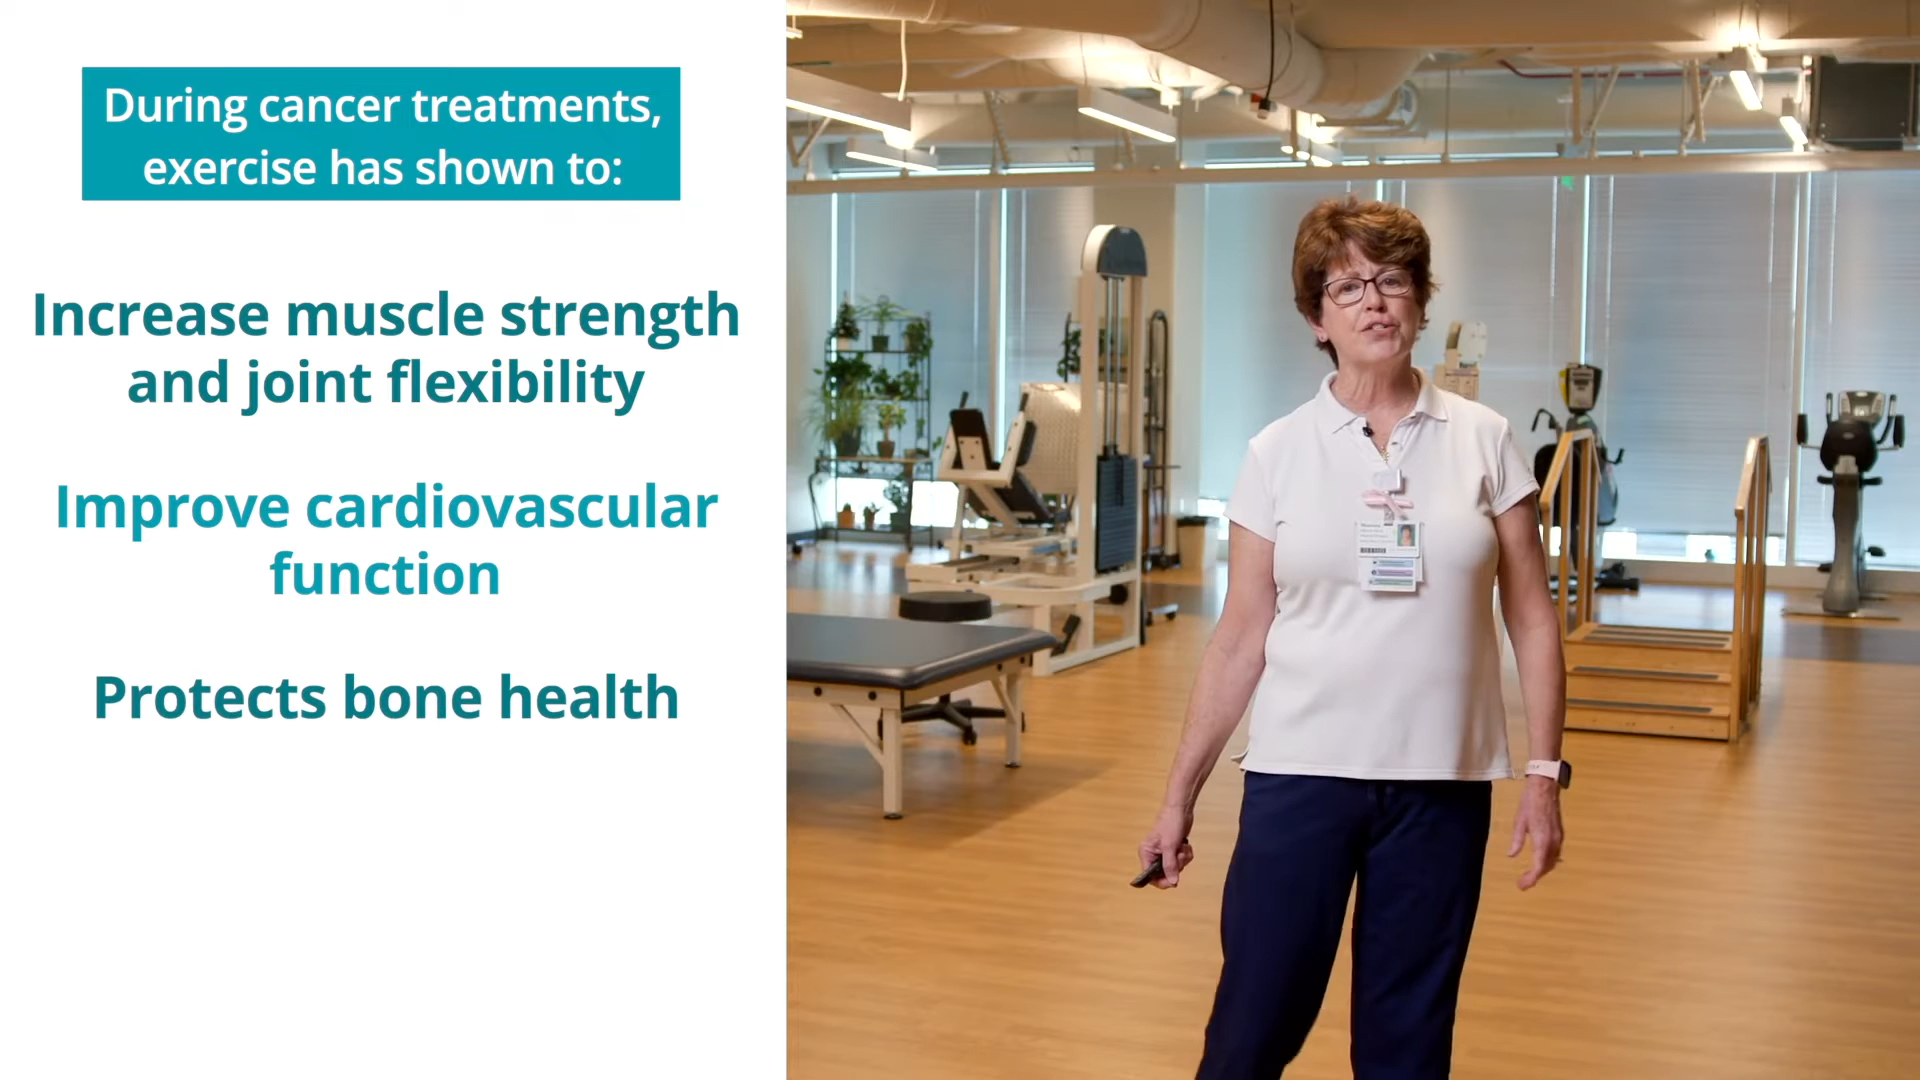 During cancer treatments,
exercise has shown to:
Increase muscle strength
and joint flexibility
Improve cardiovascular
function
Protects bone health